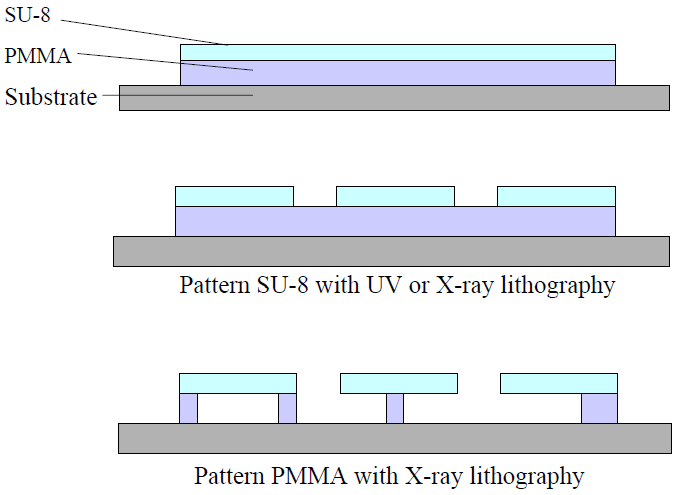 SU-8
PMMA
Substrate
Pattern SU-8 with UV or X-ray lithography
Pattern PMMA with X-ray lithography